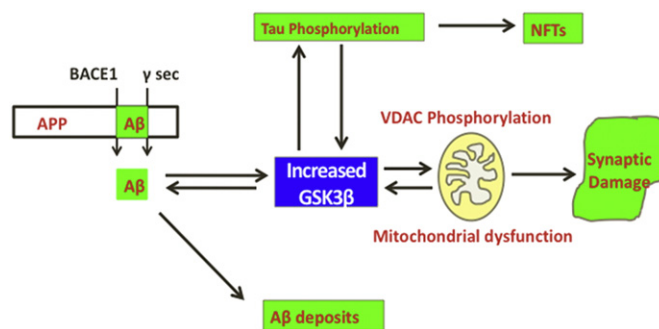 Tau Phosphorylation
NFTs
BACE1
γ sec
APP
Aβ
VDAC Phosphorylation
Aβ
Increased
GSK3β
Synaptic
Damage
Mitochondrial dysfunction
Aβ deposits